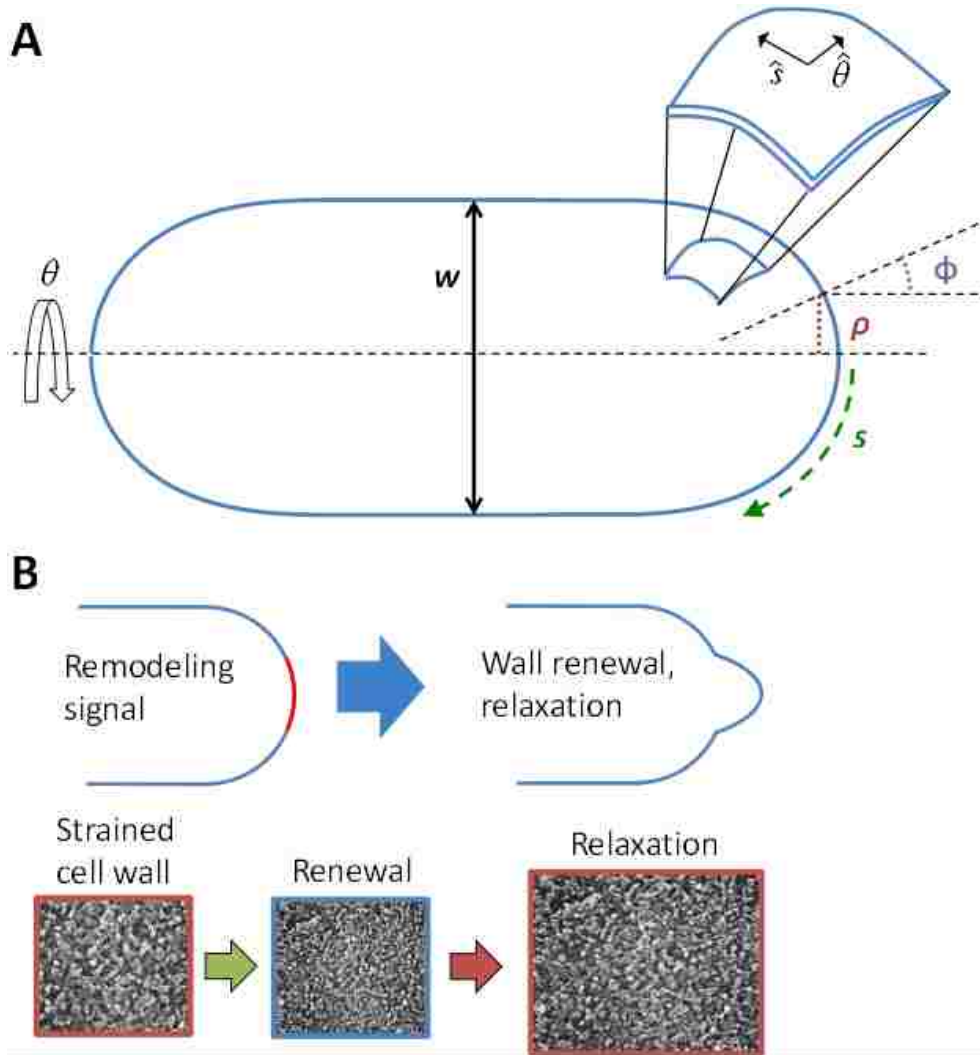 A
ŝ
θ̂
θ
w
ϕ
ρ
s
B
Remodeling
signal
Wall renewal,
relaxation
Strained
cell wall
Renewal
Relaxation